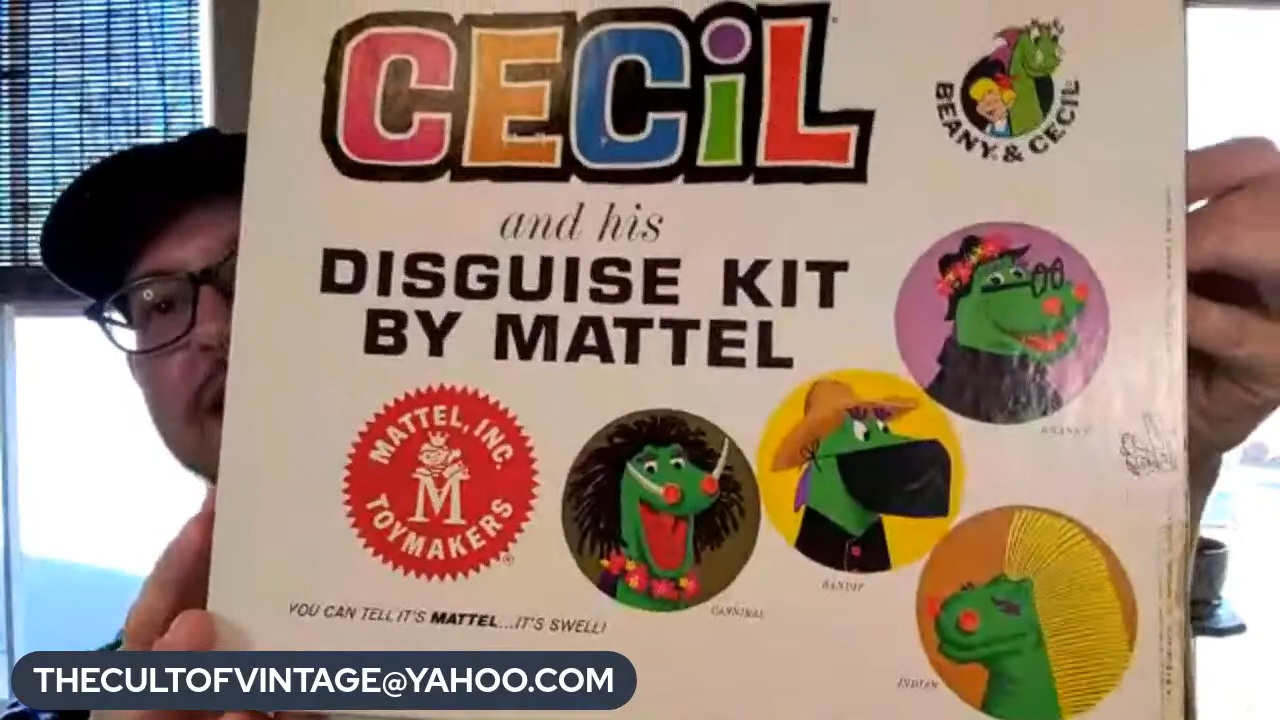 CECiL
BEANY & CECIL
and his
DISGUISE KIT
BY MATTEL
MATTEL, INC.
M
TOYMAKERS
®
CANNIBAL
BANDIT
INDIAN
YOU CAN TELL IT'S MATTEL...IT'S SWELL!
THECULTOFVINTAGE@YAHOO.COM